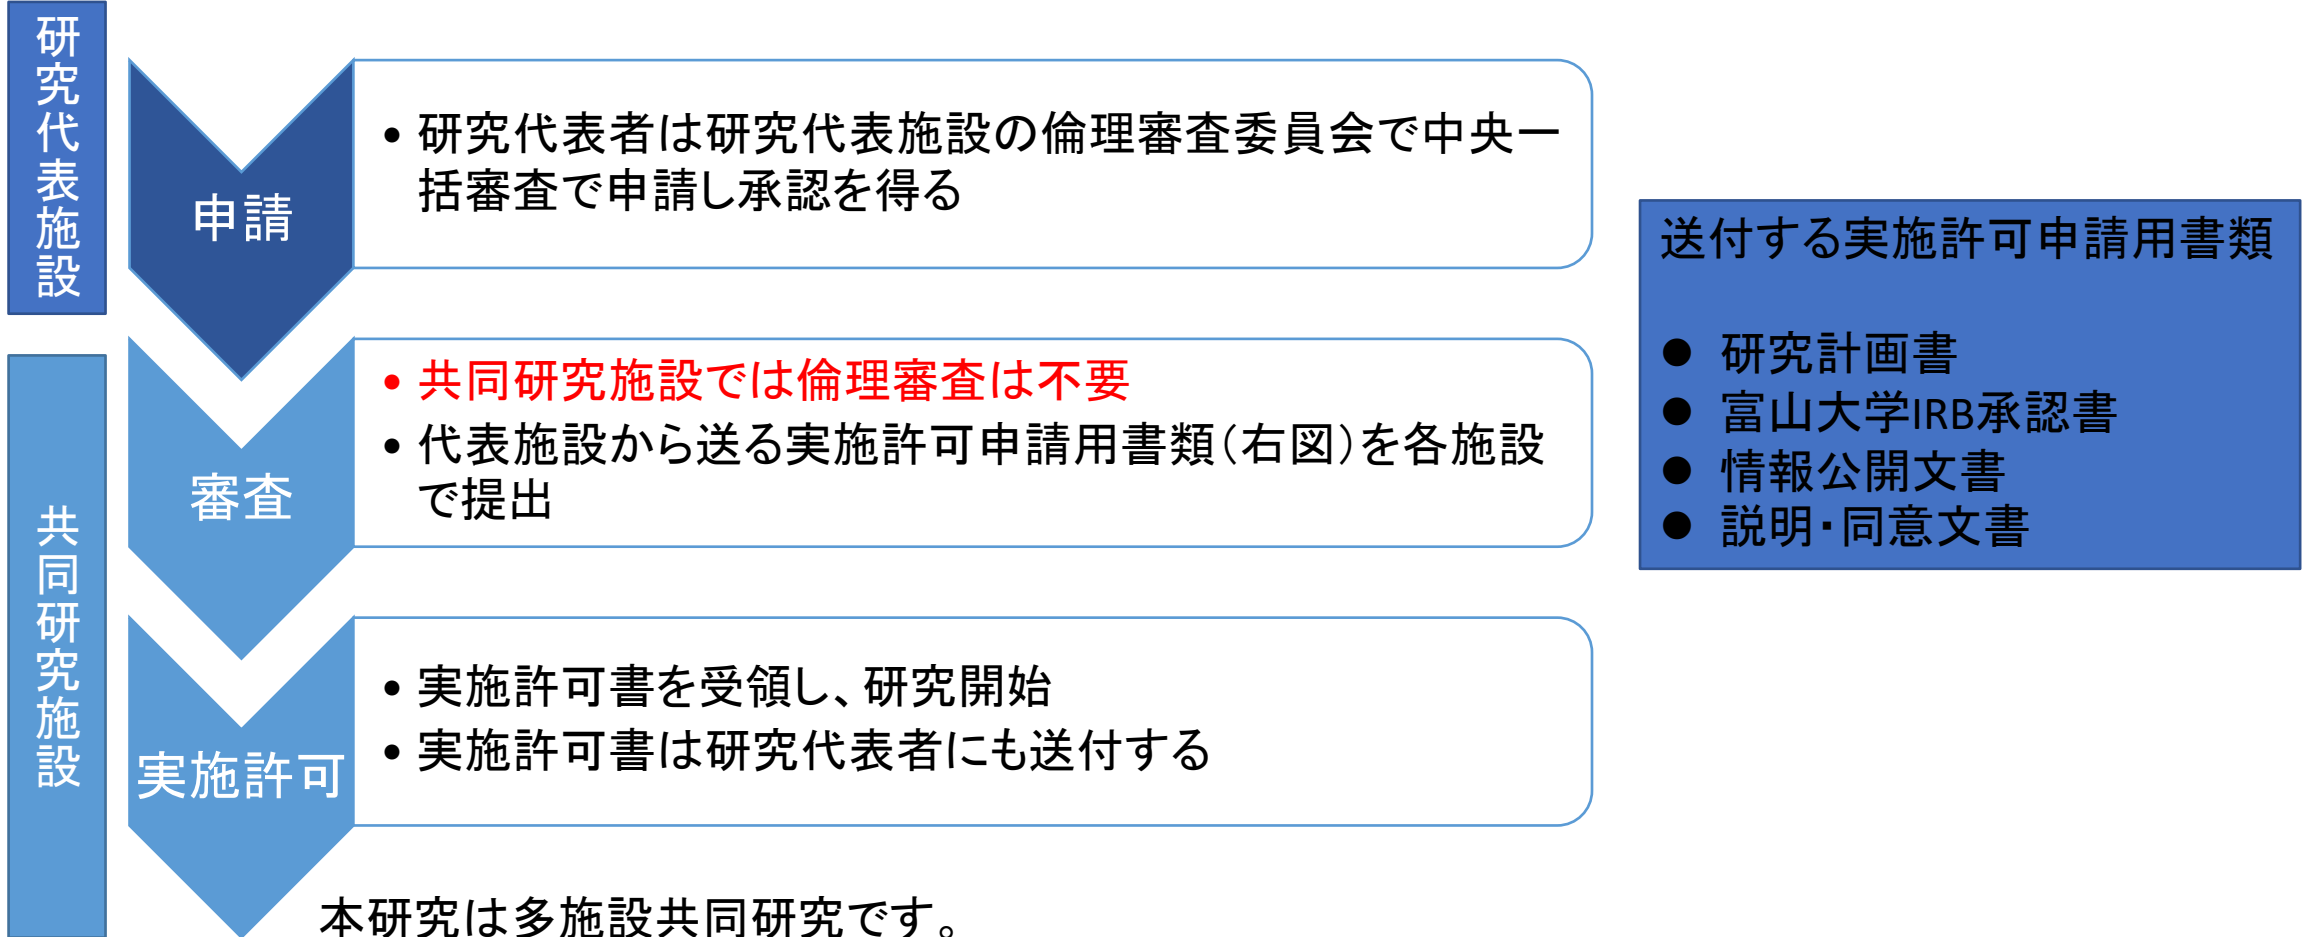 研究代表施設
申請
• 研究代表者は研究代表施設の倫理審査委員会で中央一
括審査で申請し承認を得る
共同研究施設
審査
• 共同研究施設では倫理審査は不要
• 代表施設から送る実施許可申請用書類（右図）を各施設
で提出
実施許可
• 実施許可書を受領し、研究開始
• 実施許可書は研究代表者にも送付する
送付する実施許可申請用書類
● 研究計画書
● 富山大学IRB承認書
● 情報公開文書
● 説明・同意文書
本研究は多施設共同研究です。